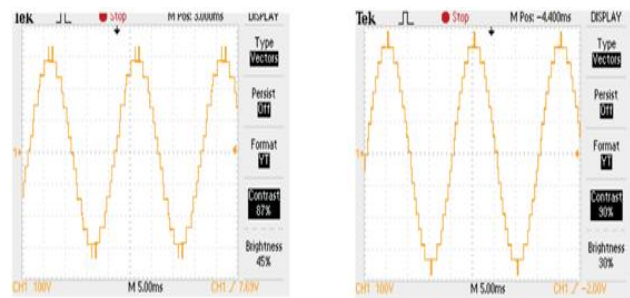 Stop M Pos: 3.000ms DISPLAY
Type
Vectors
Persist
Off
Format
YT
Contrast
87%
Brightness
45%
CH1 100V M 5.00ms CH1 / 7.69V
Tek Stop M Pos: -4.400ms DISPLAY
Type
Vectors
Persist
Off
Format
YT
Contrast
90%
Brightness
30%
CH1 100V M 5.00ms CH1 / -2.00V